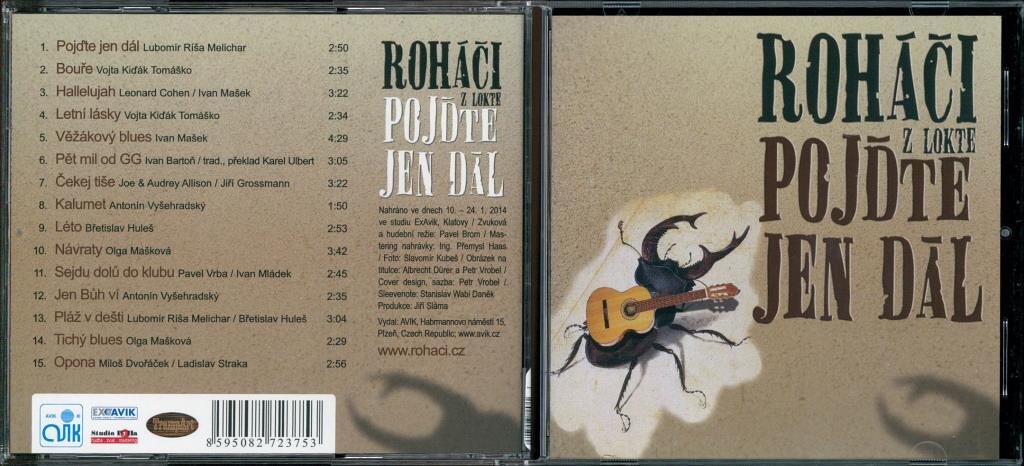 1. Pojďte jen dál Lubomír Ríša Melichar 2:50
2. Bouře Vojta Kiďák Tomáško 2:35
3. Hallelujah Leonard Cohen / Ivan Mašek 3:22
4. Letní lásky Vojta Kiďák Tomáško 2:34
5. Věžákový blues Ivan Mašek 4:29
6. Pět mil od GG Ivan Bartoň / trad., překlad Karel Ulbert 3:05
7. Čekej tiše Joe & Audrey Allison / Jiří Grossmann 3:22
8. Kalumet Antonín Vyšehradský 1:50
9. Léto Břetislav Huleš 2:53
10. Návraty Olga Mašková 3;42
11. Sejdu dolů do klubu Pavel Vrba / Ivan Mládek 2:45
12. Jen Bůh ví Antonín Vyšehradský 2:35
13. Pláž v dešti Lubomír Ríša Melichar / Břetislav Huleš 3:04
14. Tichý blues Olga Mašková 2:29
15. Opona Miloš Dvořáček / Ladislav Straka 2:56
ROHÁČI
Z LOKTE
POJĎTE
JEN DÁL
Nahráno ve dnech 10. – 24. 1. 2014
ve studiu ExAvik, Klatovy / Zvuková
a hudební režie: Pavel Brom / Mas-
tering nahrávky: Ing. Přemysl Haas
/ Foto: Slavomír Kubeš / Obrázek na
titulce: Albrecht Dürer a Petr Vrobel /
Cover design, sazba: Petr Vrobel /
Sleevenote: Stanislav Wabi Daněk
Produkce: Jiří Sláma
Vydal: AVIK, Habrmannovo náměstí 15,
Plzeň, Czech Republic; www.avik.cz
www.rohaci.cz
AVIK
avik
EXAVIK
TrampArt
8 595082 723753
ROHÁČI
Z LOKTE
POJĎTE
JEN DÁL